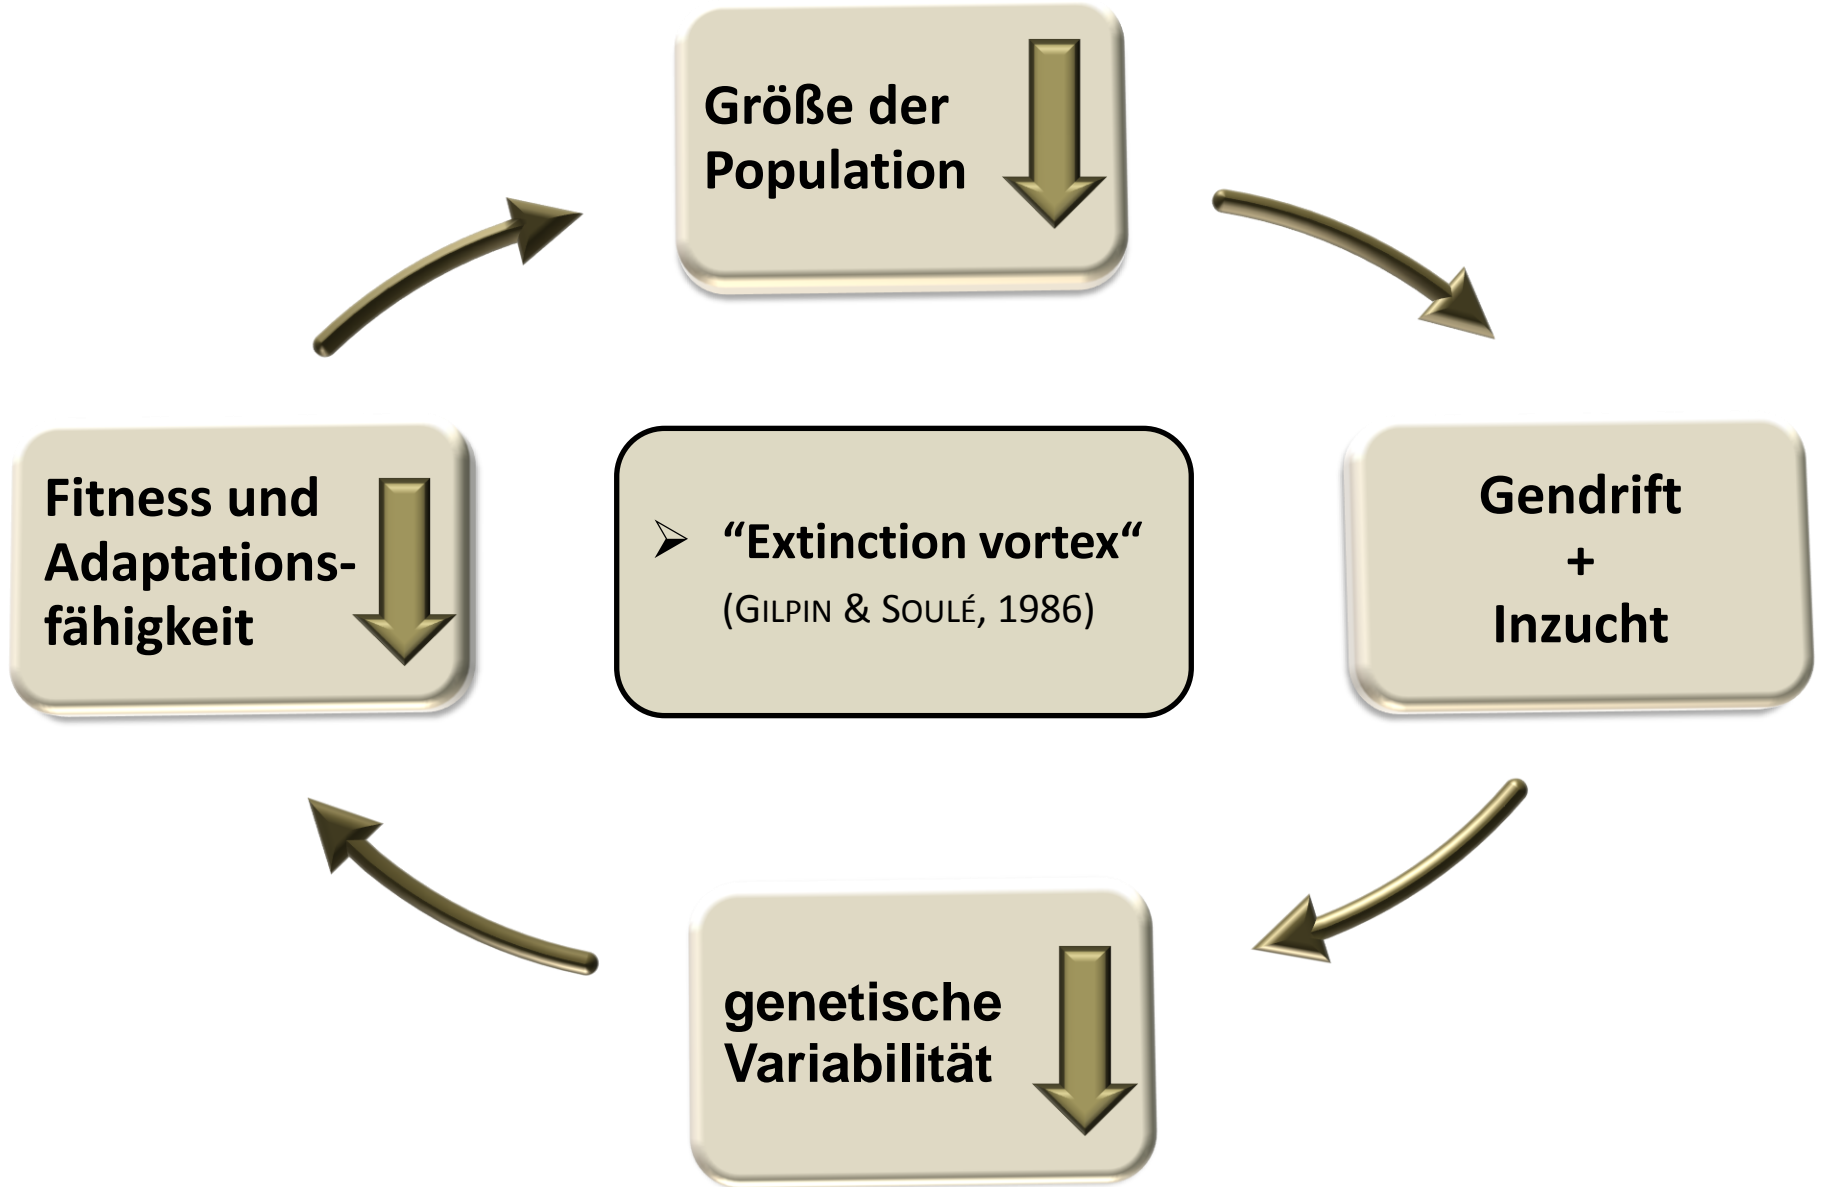 Größe der
Population
Fitness und
Adaptations-
fähigkeit
➢ “Extinction vortex“
(GILPIN & SOULÉ, 1986)
Gendrift
+
Inzucht
genetische
Variabilität